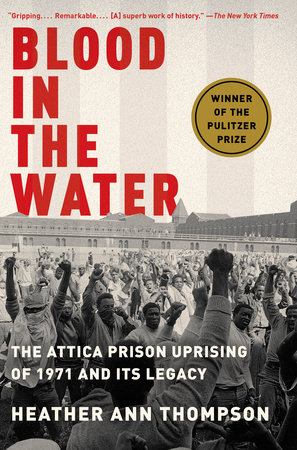 "Gripping. . . . Remarkable. . . . [A] superb work of history." —The New York Times
BLOOD
IN
THE
WATER
WINNER
OF THE
PULITZER
PRIZE
THE ATTICA PRISON UPRISING
OF 1971 AND ITS LEGACY
HEATHER ANN THOMPSON